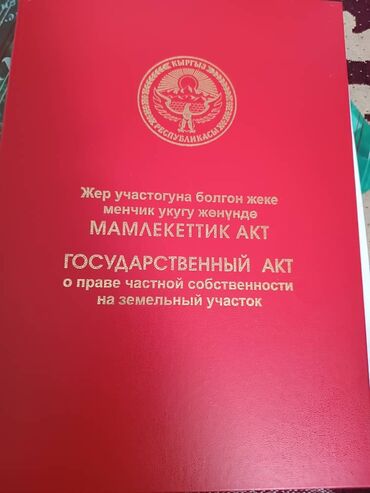 КЫРГЫЗ
РЕСПУБЛИКАСЫ
Жер участогуна болгон жеке
менчик укугу жөнүндө
МАМЛЕКЕТТИК АКТ
ГОСУДАРСТВЕННЫЙ АКТ
о праве частной собственности
на земельный участок